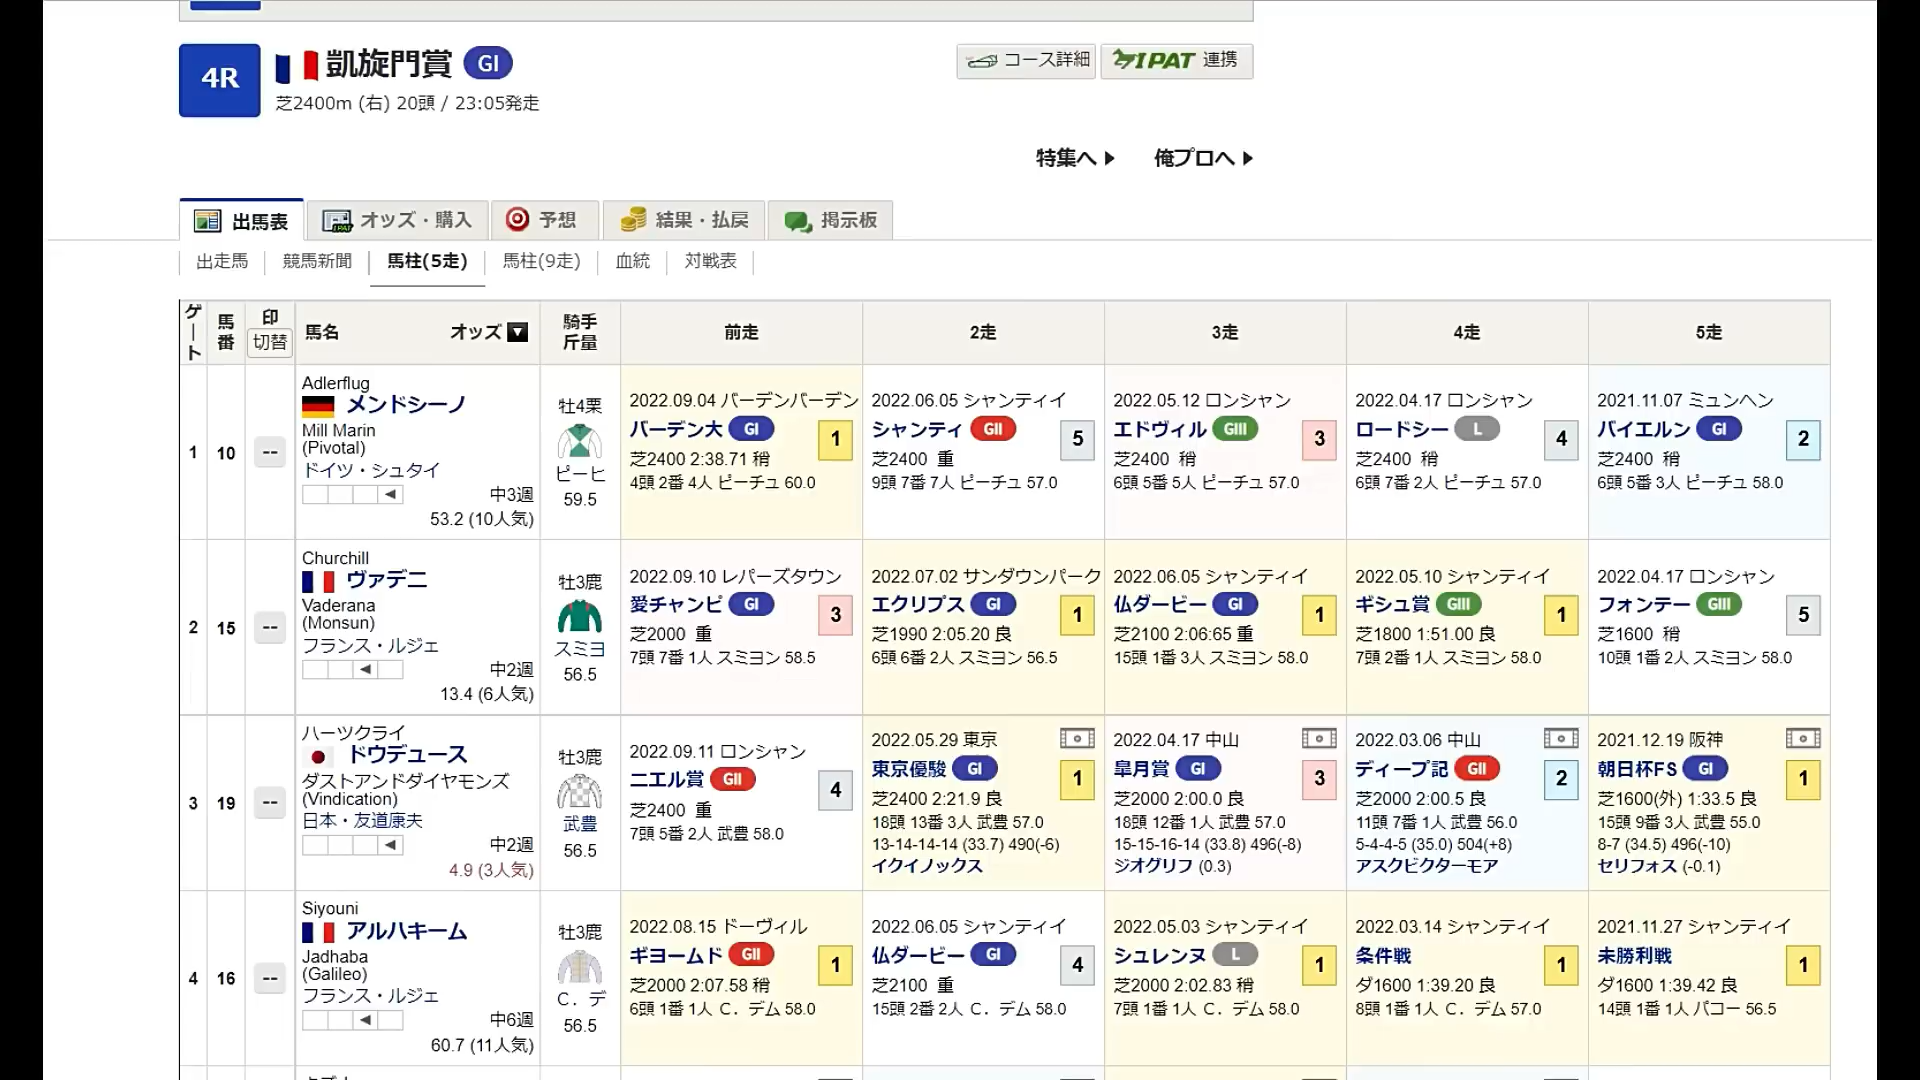 4R
凱旋門賞 GI
芝2400m (右) 20頭 / 23:05発走
コース詳細
IPAT 連携
特集へ
俺プロへ
出馬表
オッズ・購入
予想
結果・払戻
掲示板
出走馬
競馬新聞
馬柱(5走)
馬柱(9走)
血統
対戦表
ゲート
馬番
印
切替
馬名
オッズ
騎手
斤量
前走
2走
3走
4走
5走
1
10
--
Adlerflug
メンドシーノ
Mill Marin
(Pivotal)
ドイツ・シュタイ
中3週
53.2 (10人気)
牡4栗
ピーヒ
59.5
2022.09.04 バーデンバーデン
バーデン大 GI
1
芝2400 2:38.71 稍
4頭 2番 4人 ピーチュ 60.0
2022.06.05 シャンティイ
シャンティ GII
5
芝2400 重
9頭 7番 7人 ピーチュ 57.0
2022.05.12 ロンシャン
エドヴィル GIII
3
芝2400 稍
6頭 5番 5人 ピーチュ 57.0
2022.04.17 ロンシャン
ロードシー L
4
芝2400 稍
6頭 7番 2人 ピーチュ 57.0
2021.11.07 ミュンヘン
バイエルン GI
2
芝2400 稍
6頭 5番 3人 ピーチュ 58.0
2
15
--
Churchill
ヴァデニ
Vaderana
(Monsun)
フランス・ルジェ
中2週
13.4 (6人気)
牡3鹿
スミヨ
56.5
2022.09.10 レパーズタウン
愛チャンピ GI
3
芝2000 重
7頭 7番 1人 スミヨン 58.5
2022.07.02 サンダウンパーク
エクリプス GI
1
芝1990 2:05.20 良
6頭 6番 2人 スミヨン 56.5
2022.06.05 シャンティイ
仏ダービー GI
1
芝2100 2:06:65 重
15頭 1番 3人 スミヨン 58.0
2022.05.10 シャンティイ
ギシュ賞 GIII
1
芝1800 1:51.00 良
7頭 2番 1人 スミヨン 58.0
2022.04.17 ロンシャン
フォンテー GIII
5
芝1600 稍
10頭 1番 2人 スミヨン 58.0
3
19
--
ハーツクライ
ドウデュース
ダストアンドダイヤモンズ
(Vindication)
日本・友道康夫
中2週
4.9 (3人気)
牡3鹿
武豊
56.5
2022.09.11 ロンシャン
ニエル賞 GII
4
芝2400 重
7頭 5番 2人 武豊 58.0
2022.05.29 東京
東京優駿 GI
1
芝2400 2:21.9 良
18頭 13番 3人 武豊 57.0
13-14-14-14 (33.7) 490(-6)
イクイノックス
2022.04.17 中山
皐月賞 GI
3
芝2000 2:00.0 良
18頭 12番 1人 武豊 57.0
15-15-16-14 (33.8) 496(-8)
ジオグリフ (0.3)
2022.03.06 中山
ディープ記 GII
2
芝2000 2:00.5 良
11頭 7番 1人 武豊 56.0
5-4-4-5 (35.0) 504(+8)
アスクビクターモア
2021.12.19 阪神
朝日杯FS GI
1
芝1600(外) 1:33.5 良
15頭 9番 3人 武豊 55.0
8-7 (34.5) 496(-10)
セリフォス (-0.1)
4
16
--
Siyouni
アルハキーム
Jadhaba
(Galileo)
フランス・ルジェ
中6週
60.7 (11人気)
牡3鹿
C．デ
56.5
2022.08.15 ドーヴィル
ギヨームド GII
1
芝2000 2:07.58 稍
6頭 1番 1人 C．デム 58.0
2022.06.05 シャンティイ
仏ダービー GI
4
芝2100 重
15頭 2番 2人 C．デム 58.0
2022.05.03 シャンティイ
シュレンヌ L
1
芝2000 2:02.83 稍
7頭 1番 1人 C．デム 58.0
2022.03.14 シャンティイ
条件戦
1
ダ1600 1:39.20 良
8頭 1番 1人 C．デム 57.0
2021.11.27 シャンティイ
未勝利戦
1
ダ1600 1:39.42 良
14頭 1番 1人 パコー 56.5